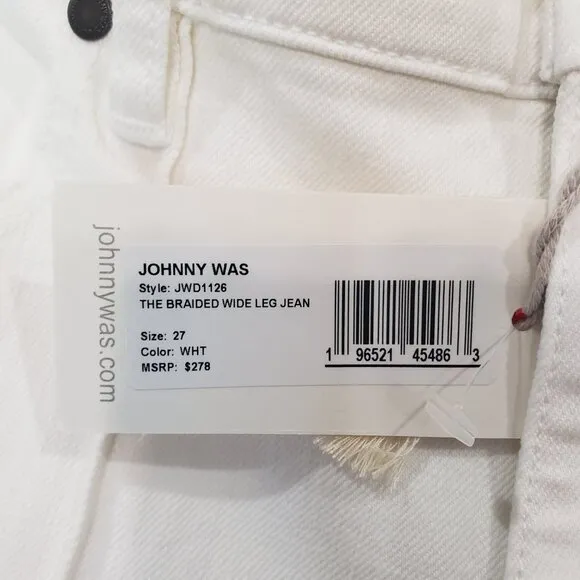 johnnywas.com
JOHNNY WAS
Style: JWD1126
THE BRAIDED WIDE LEG JEAN
Size: 27
Color: WHT
MSRP: $278
1 96521 45486 3